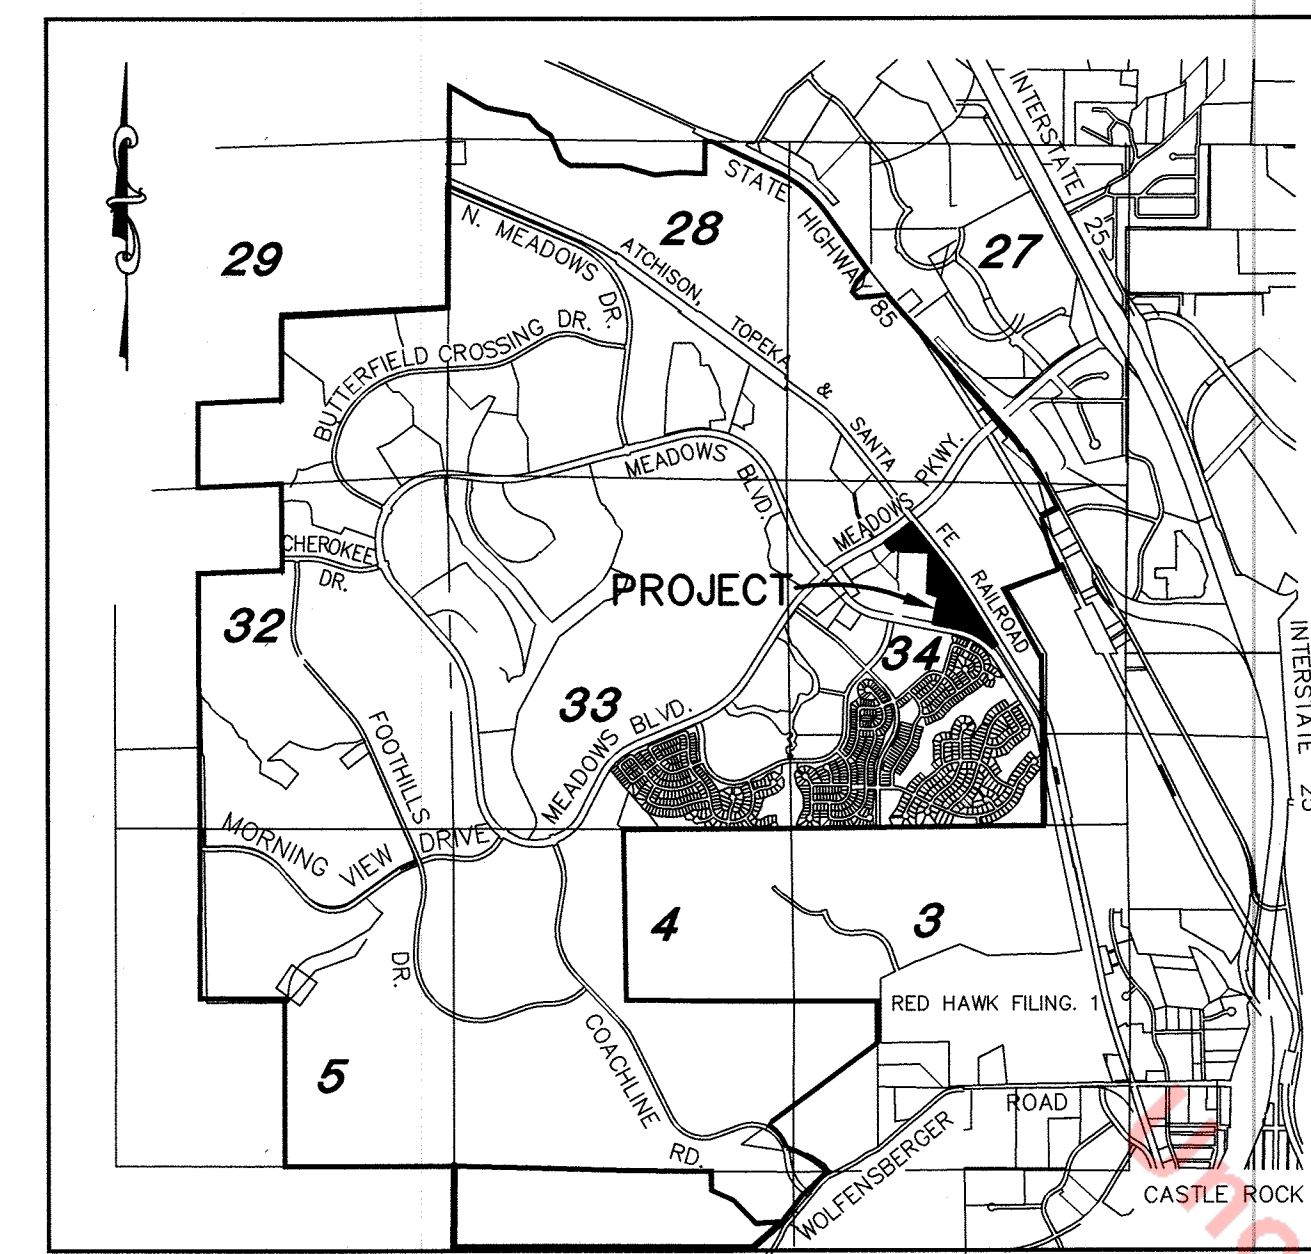 INTERSTATE 25
STATE HIGHWAY 85
28
27
29
N. MEADOWS DR.
ATCHISON, TOPEKA & SANTA FE RAILROAD
BUTTERFIELD CROSSING DR.
MEADOWS BLVD.
MEADOWS PKWY.
CHEROKEE
DR.
PROJECT
32
34
33
MEADOWS BLVD.
INTERSTATE 25
FOOTHILLS DR.
MORNING VIEW DRIVE
4
3
RED HAWK FILING. 1
5
COACHLINE RD.
WOLFENSBERGER ROAD
CASTLE ROCK
Unc